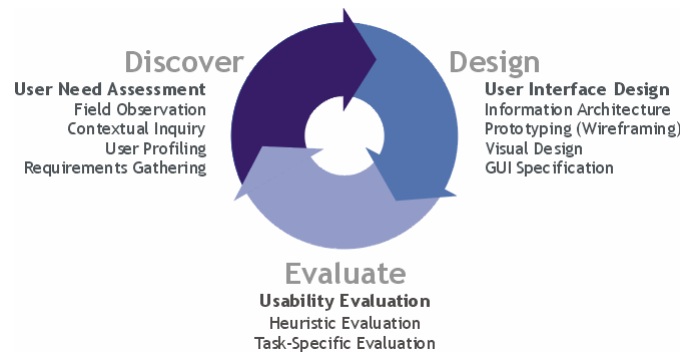 Discover
User Need Assessment
Field Observation
Contextual Inquiry
User Profiling
Requirements Gathering
Design
User Interface Design
Information Architecture
Prototyping (Wireframing)
Visual Design
GUI Specification
Evaluate
Usability Evaluation
Heuristic Evaluation
Task-Specific Evaluation